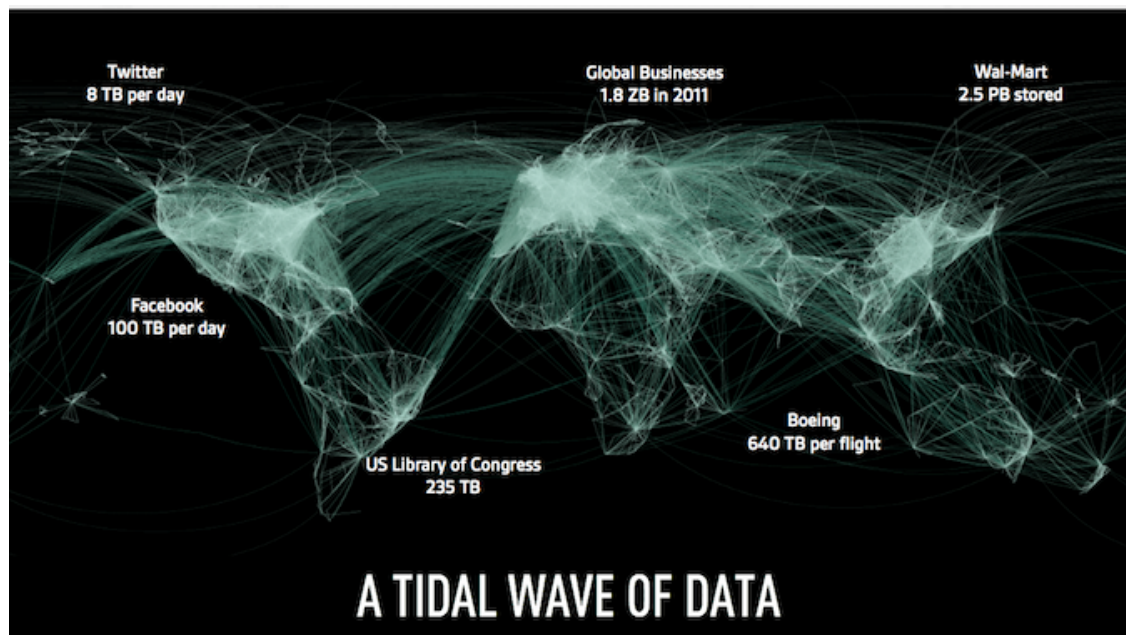 Twitter
8 TB per day
Global Businesses
1.8 ZB in 2011
Wal-Mart
2.5 PB stored
Facebook
100 TB per day
Boeing
640 TB per flight
US Library of Congress
235 TB
A TIDAL WAVE OF DATA